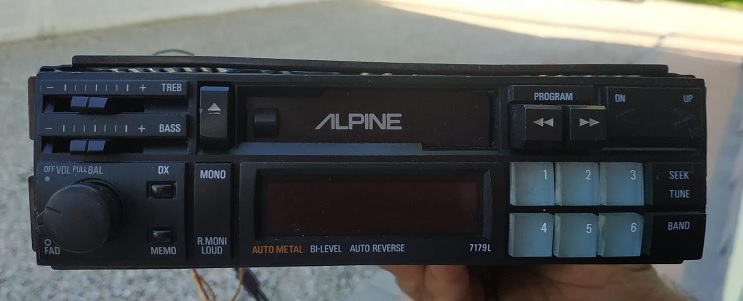 - + TREB
- + BASS
ALPINE
PROGRAM
ON UP
OFF VOL PULL BAL
DX
MONO
1 2 3
SEEK
TUNE
FAD
MEMO
R.MONI
LOUD
AUTO METAL BI-LEVEL AUTO REVERSE 7179L
4 5 6
BAND